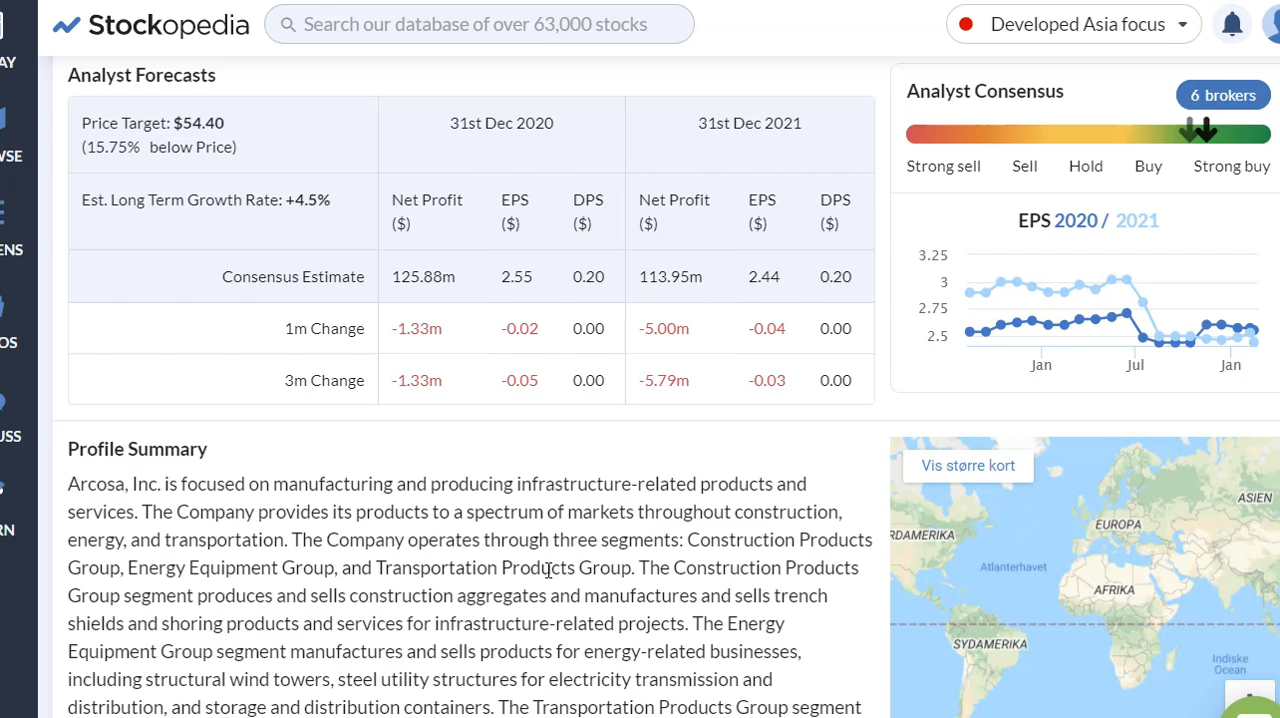 Stockopedia
Search our database of over 63,000 stocks
Developed Asia focus
AY
WSE
ENS
OS
USS
RN
Analyst Forecasts
Price Target: $54.40
(15.75% below Price)
31st Dec 2020
31st Dec 2021
Est. Long Term Growth Rate: +4.5%
Net Profit ($) EPS ($) DPS ($) Net Profit ($) EPS ($) DPS ($)
Consensus Estimate 125.88m 2.55 0.20 113.95m 2.44 0.20
1m Change -1.33m -0.02 0.00 -5.00m -0.04 0.00
3m Change -1.33m -0.05 0.00 -5.79m -0.03 0.00
Analyst Consensus
6 brokers
Strong sell Sell Hold Buy Strong buy
EPS 2020 / 2021
3.25
3
2.75
2.5
Jan Jul Jan
Profile Summary
Arcosa, Inc. is focused on manufacturing and producing infrastructure-related products and
services. The Company provides its products to a spectrum of markets throughout construction,
energy, and transportation. The Company operates through three segments: Construction Products
Group, Energy Equipment Group, and Transportation Products Group. The Construction Products
Group segment produces and sells construction aggregates and manufactures and sells trench
shields and shoring products and services for infrastructure-related projects. The Energy
Equipment Group segment manufactures and sells products for energy-related businesses,
including structural wind towers, steel utility structures for electricity transmission and
distribution, and storage and distribution containers. The Transportation Products Group segment
Vis større kort
ASIEN
EUROPA
RDAMERIKA
Atlanterhavet
AFRIKA
SYDAMERIKA
Indiske
Ocean